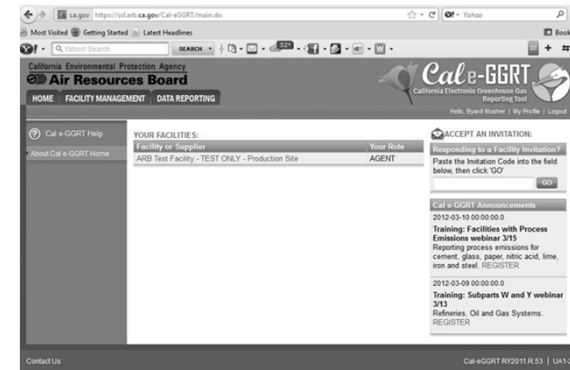 ca.gov https://ssl.arb.ca.gov/Cal-eGGRT/main.do
Yahoo
Most Visited Getting Started Latest Headlines
Yahoo! Search
SEARCH
California Environmental Protection Agency
Air Resources Board
Cal e-GGRT
California Electronic Greenhouse Gas
Reporting Tool
HOME FACILITY MANAGEMENT DATA REPORTING
Hello, Byard Mosher | My Profile | Logout
Cal e-GGRT Help
About Cal e-GGRT Home
YOUR FACILITIES:
Facility or Supplier Your Role
ARB Test Facility - TEST ONLY - Production Site AGENT
ACCEPT AN INVITATION:
Responding to a Facility Invitation?
Paste the Invitation Code into the field
below, then click 'GO'
GO
Cal e-GGRT Announcements
2012-03-10 00:00:00.0
Training: Facilities with Process
Emissions webinar 3/15
Reporting process emissions for
cement, glass, paper, nitric acid, lime,
iron and steel. REGISTER
2012-03-09 00:00:00.0
Training: Subparts W and Y webinar
3/13
Refineries, Oil and Gas Systems.
REGISTER
Contact Us
Cal-eGGRT RY2011.R.53 | UA1-2